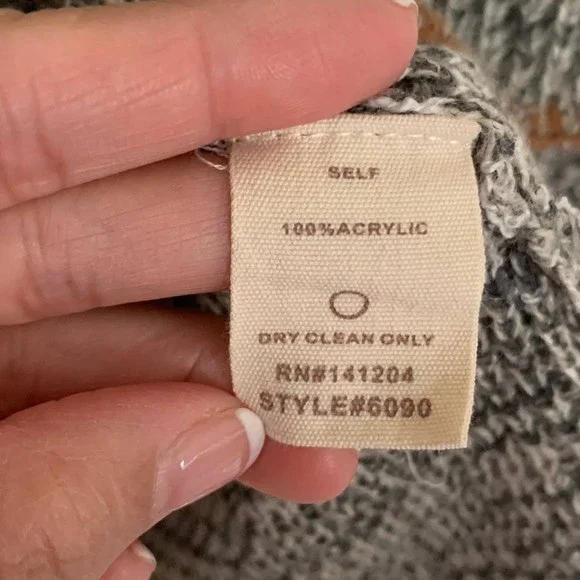 SELF
100%ACRYLIC
DRY CLEAN ONLY
RN#141204
STYLE#6090